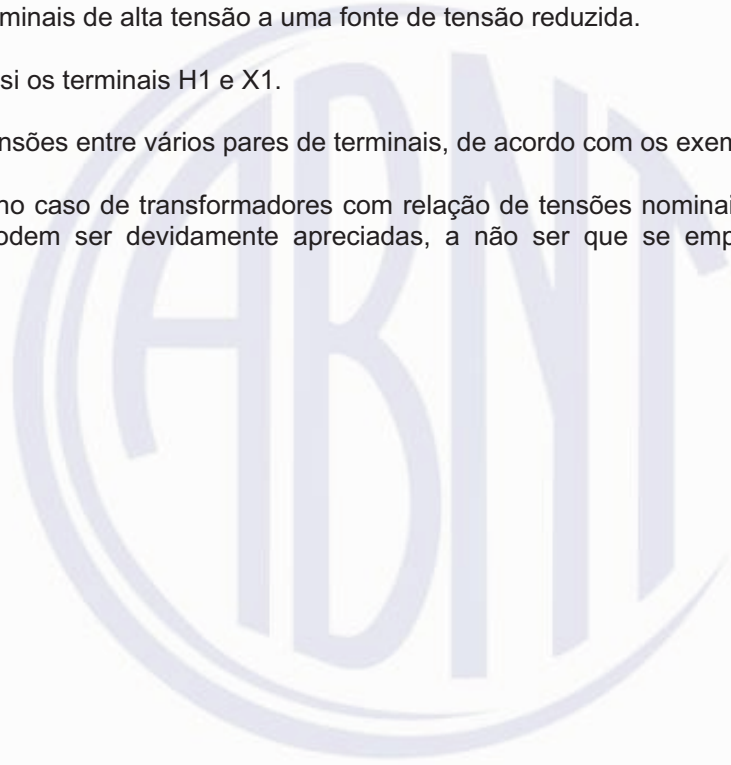 minais de alta tensão a uma fonte de tensão reduzida.
si os terminais H1 e X1.
nsões entre vários pares de terminais, de acordo com os exem
no caso de transformadores com relação de tensões nominai
odem ser devidamente apreciadas, a não ser que se emp
ABNT